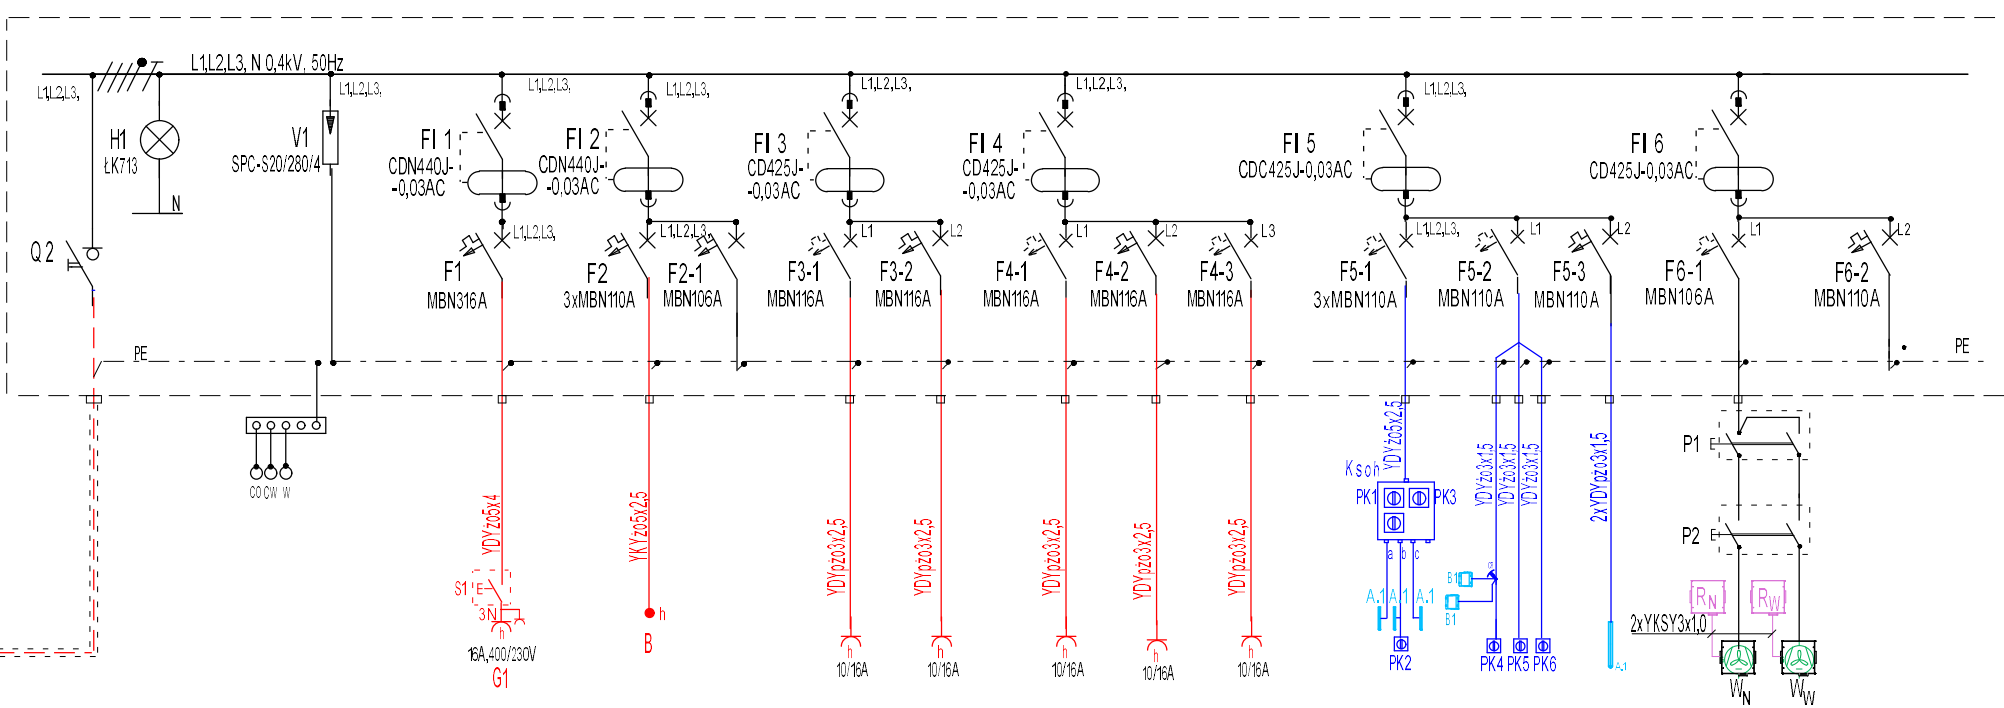 L1,L2,L3, N 0,4kV, 50Hz
L1,L2,L3,
L1,L2,L3,
L1,L2,L3,
L1,L2,L3,
L1,L2,L3,
L1,L2,L3,
L1,L2,L3,
H1
ŁK713
N
V1
SPC-S20/280/4
Q2
FI 1
CDN440J-
-0,03AC
FI 2
CDN440J-
-0,03AC
FI 3
CD425J-
-0,03AC
FI 4
CD425J-
-0,03AC
FI 5
CDC425J-0,03AC
FI 6
CD425J-0,03AC
L1,L2,L3,
L1,L2,L3,
L1
L2
L1
L2
L3
L1,L2,L3,
L1
L2
L1
L2
F1
MBN316A
F2
3xMBN110A
F2-1
MBN106A
F3-1
MBN116A
F3-2
MBN116A
F4-1
MBN116A
F4-2
MBN116A
F4-3
MBN116A
F5-1
3xMBN110A
F5-2
MBN110A
F5-3
MBN110A
F6-1
MBN106A
F6-2
MBN110A
PE
PE
CO CW W
YDYżo5x4
YKYżo5x2,5
YDYpżo3x2,5
YDYpżo3x2,5
YDYpżo3x2,5
YDYpżo3x2,5
YDYpżo3x2,5
YDYżo5x2,5
YDYżo3x1,5
YDYżo3x1,5
YDYżo3x1,5
2xYDYpżo3x1,5
S1
E
3N
h
16A,400/230V
G1
h
B
h
10/16A
h
10/16A
h
10/16A
h
10/16A
h
10/16A
Ksoh
PK1
PK3
a b c
A.1 A.1 A.1
PK2
B1
B1
PK4 PK5 PK6
A.1
P1 E
P2 E
RN
RW
2xYKSY3x1,0
WN
WW